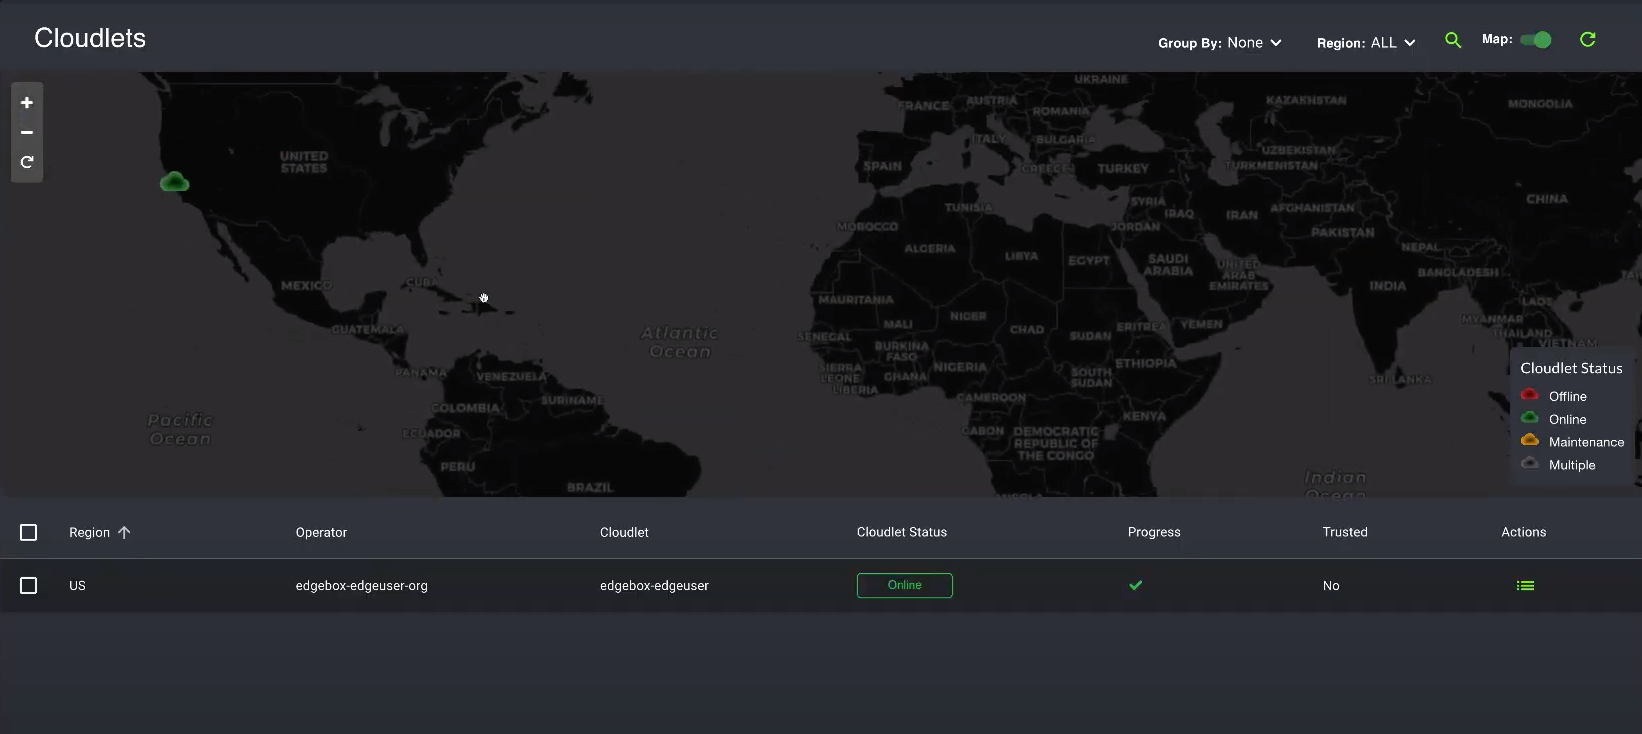 Cloudlets
Group By: None
Region: ALL
Map:
+
−
UKRAINE
FRANCE
AUSTRIA
KAZAKHSTAN
MONGOLIA
ROMANIA
ITALY
BULGARIA
UZBEKISTAN
UNITED
STATES
SPAIN
GREECE
TURKEY
TURKMENISTAN
CHINA
TUNISIA
SYRIA
IRAQ
IRAN
AFGHANISTAN
MOROCCO
JORDAN
PAKISTAN
ALGERIA
LIBYA
EGYPT
SAUDI
ARABIA
UNITED
ARAB
EMIRATES
NEPAL
BANGLADESH
MEXICO
CUBA
INDIA
MAURITANIA
LAOS
GUATEMALA
Atlantic
Ocean
SENEGAL
MALI
NIGER
CHAD
SUDAN
ERITREA
YEMEN
MYANMAR
THAILAND
VIETNAM
BURKINA
FASO
PANAMA
VENEZUELA
SIERRA
LEONE
LIBERIA
GHANA
NIGERIA
SOUTH
SUDAN
ETHIOPIA
SRI LANKA
SURINAME
CAMEROON
COLOMBIA
KENYA
Pacific
Ocean
ECUADOR
GABON
DEMOCRATIC
REPUBLIC OF
THE CONGO
PERU
BRAZIL
Indian
Ocean
Cloudlet Status
Offline
Online
Maintenance
Multiple
Region
Operator
Cloudlet
Cloudlet Status
Progress
Trusted
Actions
US
edgebox-edgeuser-org
edgebox-edgeuser
Online
No